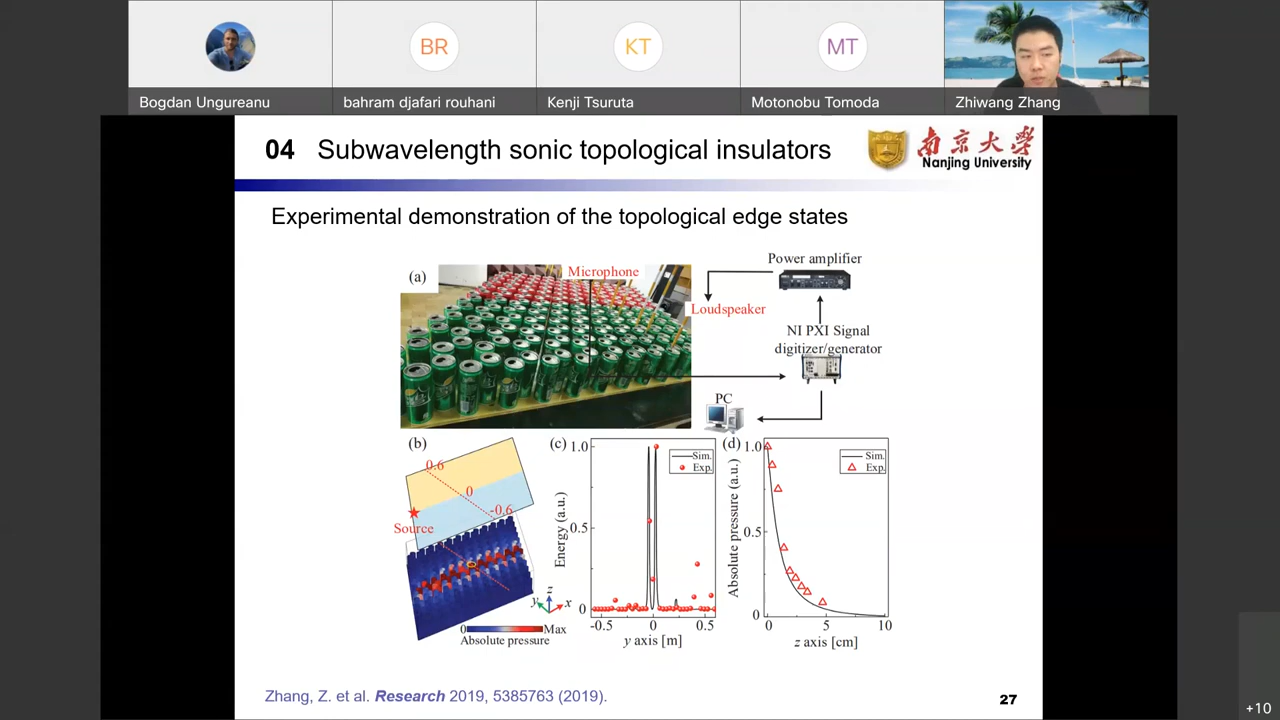 BR
KT
MT
Bogdan Ungureanu
bahram djafari rouhani
Kenji Tsuruta
Motonobu Tomoda
Zhiwang Zhang
04 Subwavelength sonic topological insulators
南京大学
Nanjing University
Experimental demonstration of the topological edge states
(a)
Microphone
Power amplifier
Loudspeaker
NI PXI Signal
digitizer/generator
PC
(b)
0.6
0
-0.6
Source
z
y
x
0
Max
Absolute pressure
(c)
1.0
0.5
0
Energy (a.u.)
Sim.
Exp.
-0.5
0
0.5
y axis [m]
(d)
1.0
0.5
0
Absolute pressure (a.u.)
Sim.
Exp.
0
5
10
z axis [cm]
Zhang, Z. et al. Research 2019, 5385763 (2019).
27
+10